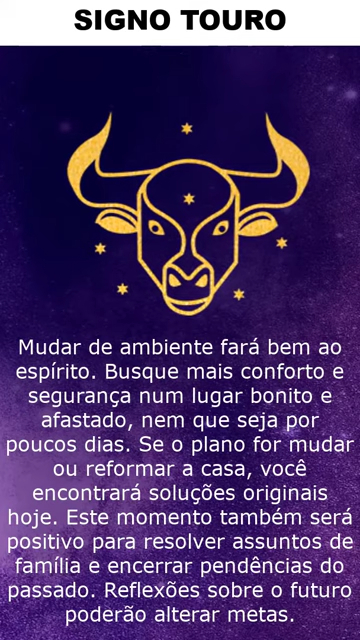 SIGNO TOURO
Mudar de ambiente fará bem ao
espírito. Busque mais conforto e
segurança num lugar bonito e
afastado, nem que seja por
poucos dias. Se o plano for mudar
ou reformar a casa, você
encontrará soluções originais
hoje. Este momento também será
positivo para resolver assuntos de
família e encerrar pendências do
passado. Reflexões sobre o futuro
poderão alterar metas.